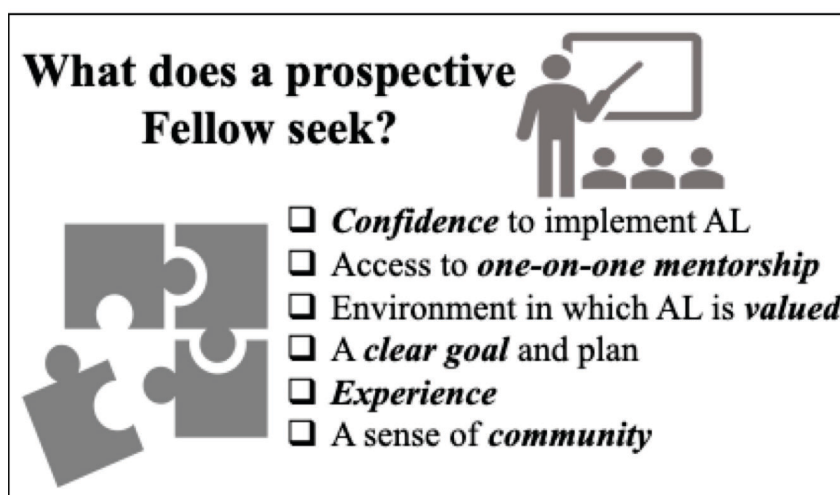 What does a prospective
Fellow seek?
❑ Confidence to implement AL
❑ Access to one-on-one mentorship
❑ Environment in which AL is valued
❑ A clear goal and plan
❑ Experience
❑ A sense of community